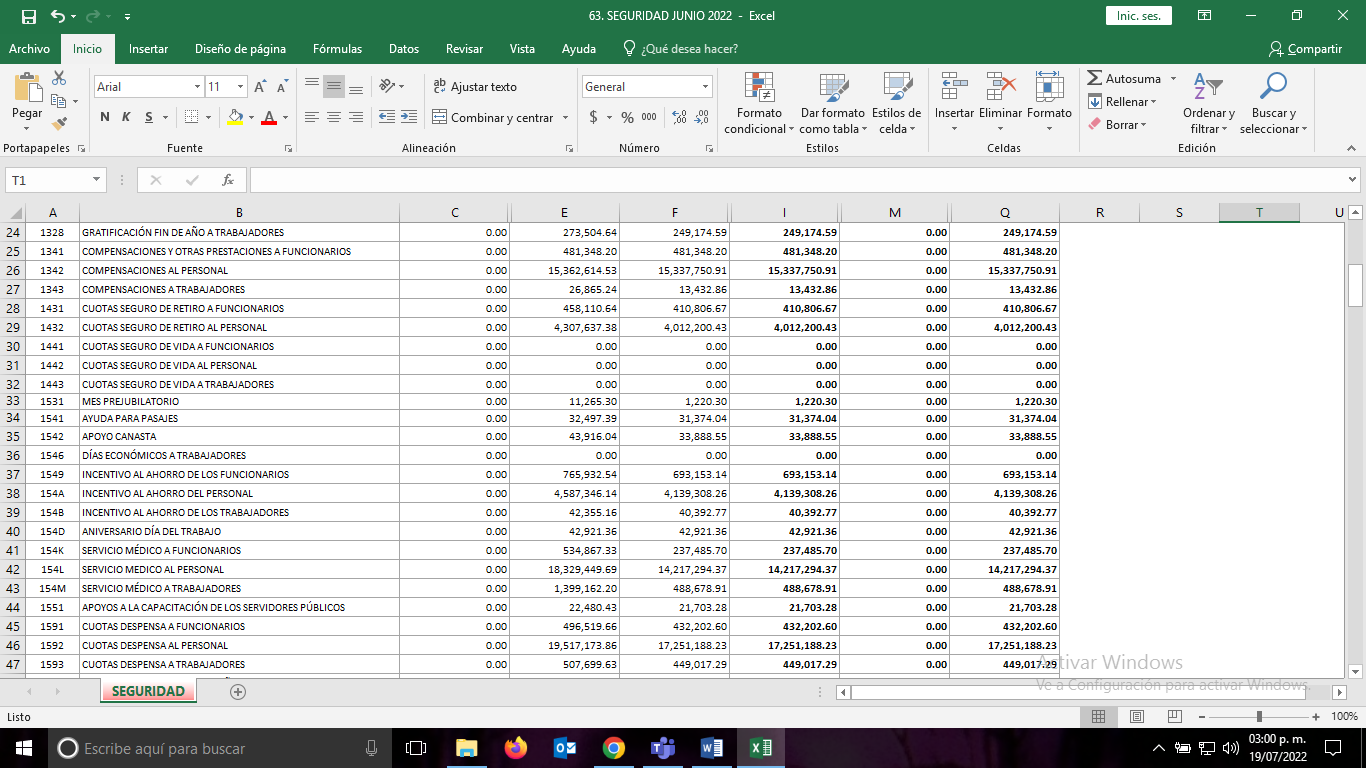 63. SEGURIDAD JUNIO 2022 - Excel
Inic. ses.
Archivo Inicio Insertar Diseño de página Fórmulas Datos Revisar Vista Ayuda ¿Qué desea hacer? Compartir
Pegar
Arial 11
N K S
Ajustar texto
Combinar y centrar
General
$ % 000
Formato condicional
Dar formato como tabla
Estilos de celda
Insertar Eliminar Formato
Autosuma
Rellenar
Borrar
Ordenar y filtrar
Buscar y seleccionar
Portapapeles Fuente Alineación Número Estilos Celdas Edición
T1 fx
A B C E F I M Q R S T U
24 1328 GRATIFICACIÓN FIN DE AÑO A TRABAJADORES 0.00 273,504.64 249,174.59 249,174.59 0.00 249,174.59
25 1341 COMPENSACIONES Y OTRAS PRESTACIONES A FUNCIONARIOS 0.00 481,348.20 481,348.20 481,348.20 0.00 481,348.20
26 1342 COMPENSACIONES AL PERSONAL 0.00 15,362,614.53 15,337,750.91 15,337,750.91 0.00 15,337,750.91
27 1343 COMPENSACIONES A TRABAJADORES 0.00 26,865.24 13,432.86 13,432.86 0.00 13,432.86
28 1431 CUOTAS SEGURO DE RETIRO A FUNCIONARIOS 0.00 458,110.64 410,806.67 410,806.67 0.00 410,806.67
29 1432 CUOTAS SEGURO DE RETIRO AL PERSONAL 0.00 4,307,637.38 4,012,200.43 4,012,200.43 0.00 4,012,200.43
30 1441 CUOTAS SEGURO DE VIDA A FUNCIONARIOS 0.00 0.00 0.00 0.00 0.00 0.00
31 1442 CUOTAS SEGURO DE VIDA AL PERSONAL 0.00 0.00 0.00 0.00 0.00 0.00
32 1443 CUOTAS SEGURO DE VIDA A TRABAJADORES 0.00 0.00 0.00 0.00 0.00 0.00
33 1531 MES PREJUBILATORIO 0.00 11,265.30 1,220.30 1,220.30 0.00 1,220.30
34 1541 AYUDA PARA PASAJES 0.00 32,497.39 31,374.04 31,374.04 0.00 31,374.04
35 1542 APOYO CANASTA 0.00 43,916.04 33,888.55 33,888.55 0.00 33,888.55
36 1546 DÍAS ECONÓMICOS A TRABAJADORES 0.00 0.00 0.00 0.00 0.00 0.00
37 1549 INCENTIVO AL AHORRO DE LOS FUNCIONARIOS 0.00 765,932.54 693,153.14 693,153.14 0.00 693,153.14
38 154A INCENTIVO AL AHORRO DEL PERSONAL 0.00 4,587,346.14 4,139,308.26 4,139,308.26 0.00 4,139,308.26
39 154B INCENTIVO AL AHORRO DE LOS TRABAJADORES 0.00 42,355.16 40,392.77 40,392.77 0.00 40,392.77
40 154D ANIVERSARIO DÍA DEL TRABAJO 0.00 42,921.36 42,921.36 42,921.36 0.00 42,921.36
41 154K SERVICIO MÉDICO A FUNCIONARIOS 0.00 534,867.33 237,485.70 237,485.70 0.00 237,485.70
42 154L SERVICIO MEDICO AL PERSONAL 0.00 18,329,449.69 14,217,294.37 14,217,294.37 0.00 14,217,294.37
43 154M SERVICIO MÉDICO A TRABAJADORES 0.00 1,399,162.20 488,678.91 488,678.91 0.00 488,678.91
44 1551 APOYOS A LA CAPACITACIÓN DE LOS SERVIDORES PÚBLICOS 0.00 22,480.43 21,703.28 21,703.28 0.00 21,703.28
45 1591 CUOTAS DESPENSA A FUNCIONARIOS 0.00 496,519.66 432,202.60 432,202.60 0.00 432,202.60
46 1592 CUOTAS DESPENSA AL PERSONAL 0.00 19,517,173.86 17,251,188.23 17,251,188.23 0.00 17,251,188.23
47 1593 CUOTAS DESPENSA A TRABAJADORES 0.00 507,699.63 449,017.29 449,017.29 0.00 449,017.29
Activar Windows
Ve a Configuración para activar Windows.
SEGURIDAD
Listo 100%
Escribe aquí para buscar
03:00 p. m.
19/07/2022